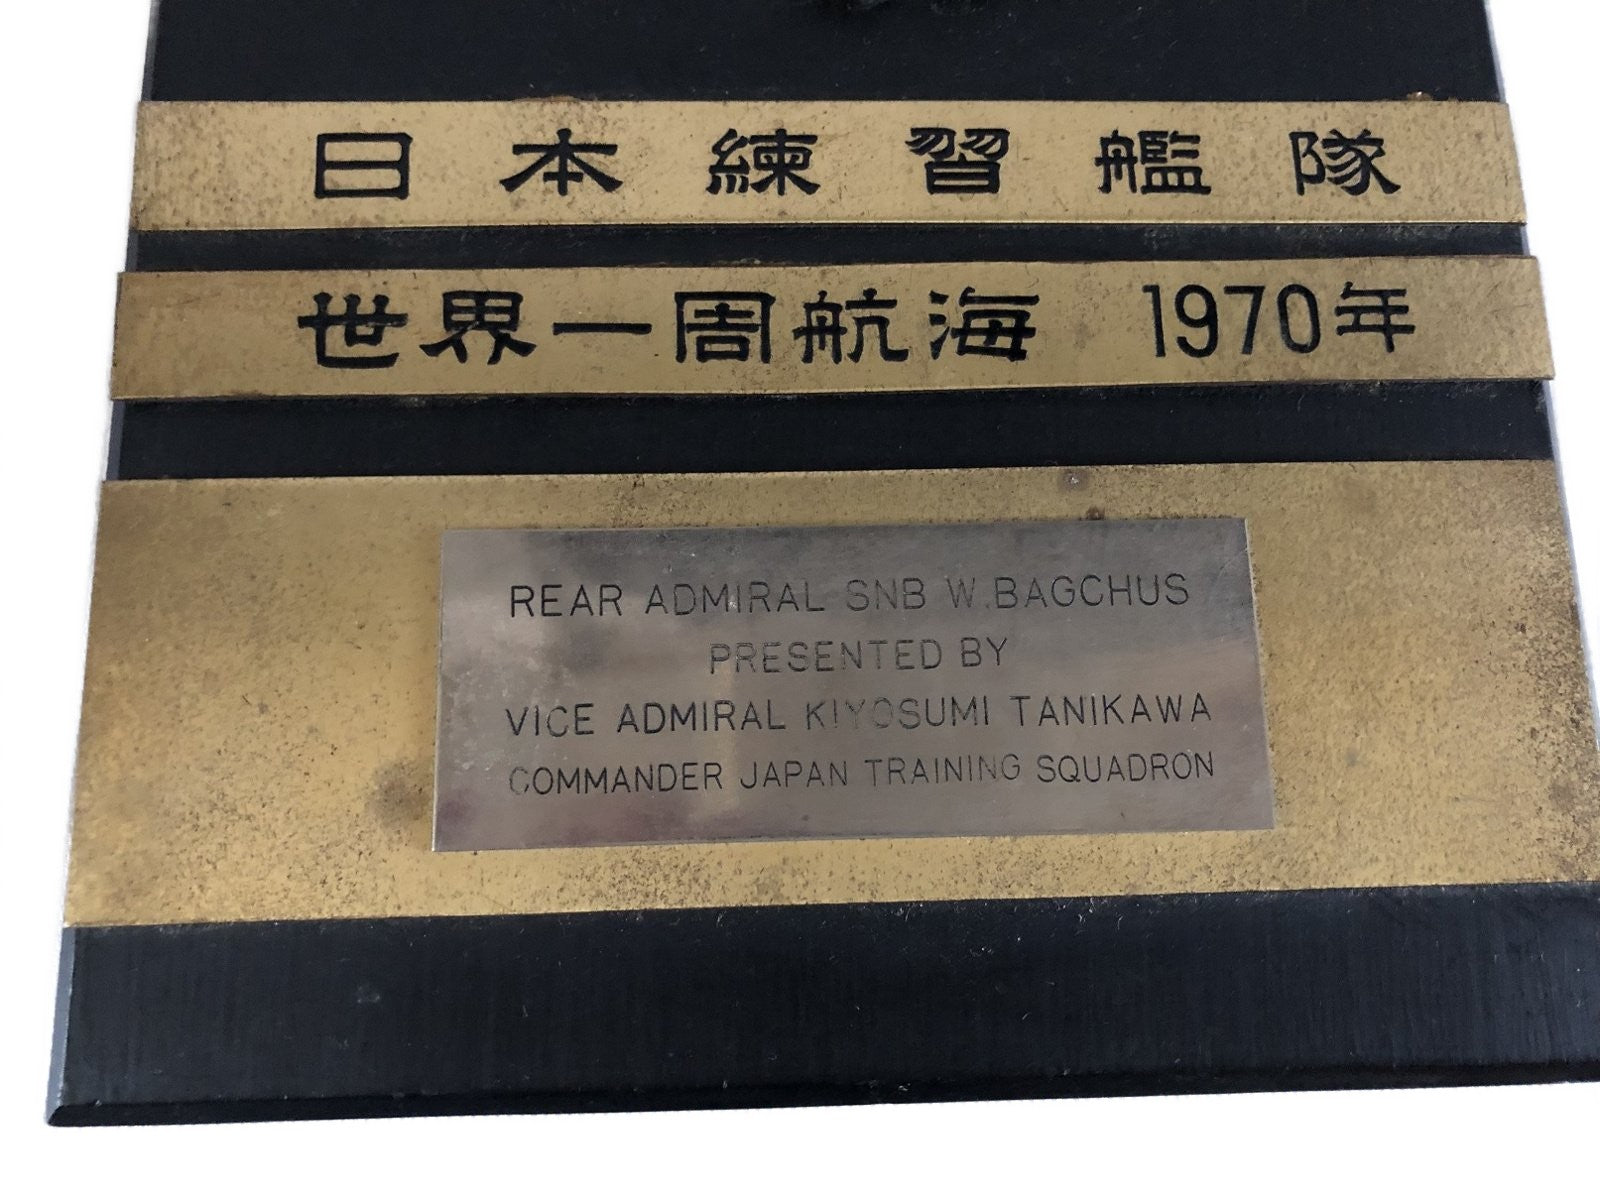 日本練習艦隊
世界一周航海 1970年
REAR ADMIRAL SNB W.BAGCHUS
PRESENTED BY
VICE ADMIRAL KIYOSUMI TANIKAWA
COMMANDER JAPAN TRAINING SQUADRON